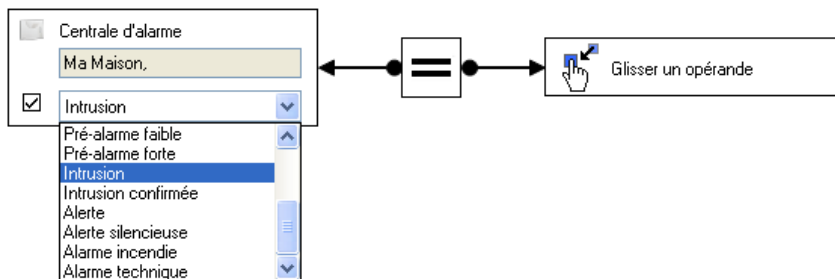 Centrale d'alarme
Ma Maison,
Intrusion
Glisser un opérande
Pré-alarme faible
Pré-alarme forte
Intrusion
Intrusion confirmée
Alerte
Alerte silencieuse
Alarme incendie
Alarme technique